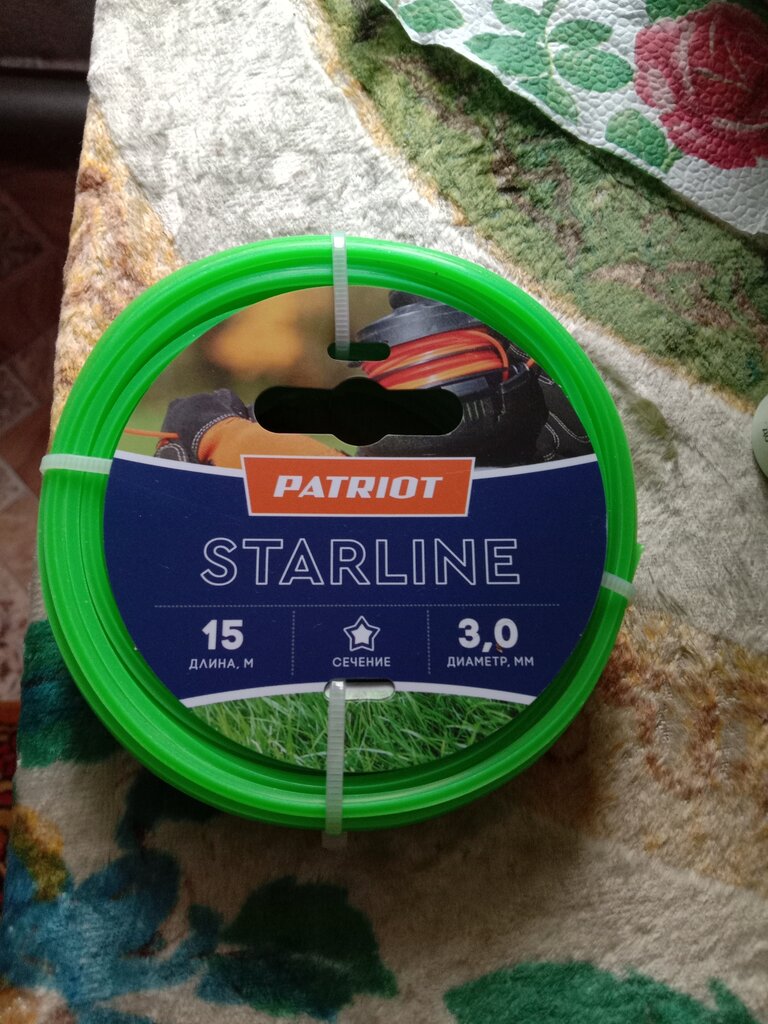 PATRIOT
STARLINE
15
ДЛИНА, М
СЕЧЕНИЕ
3,0
ДИАМЕТР, ММ